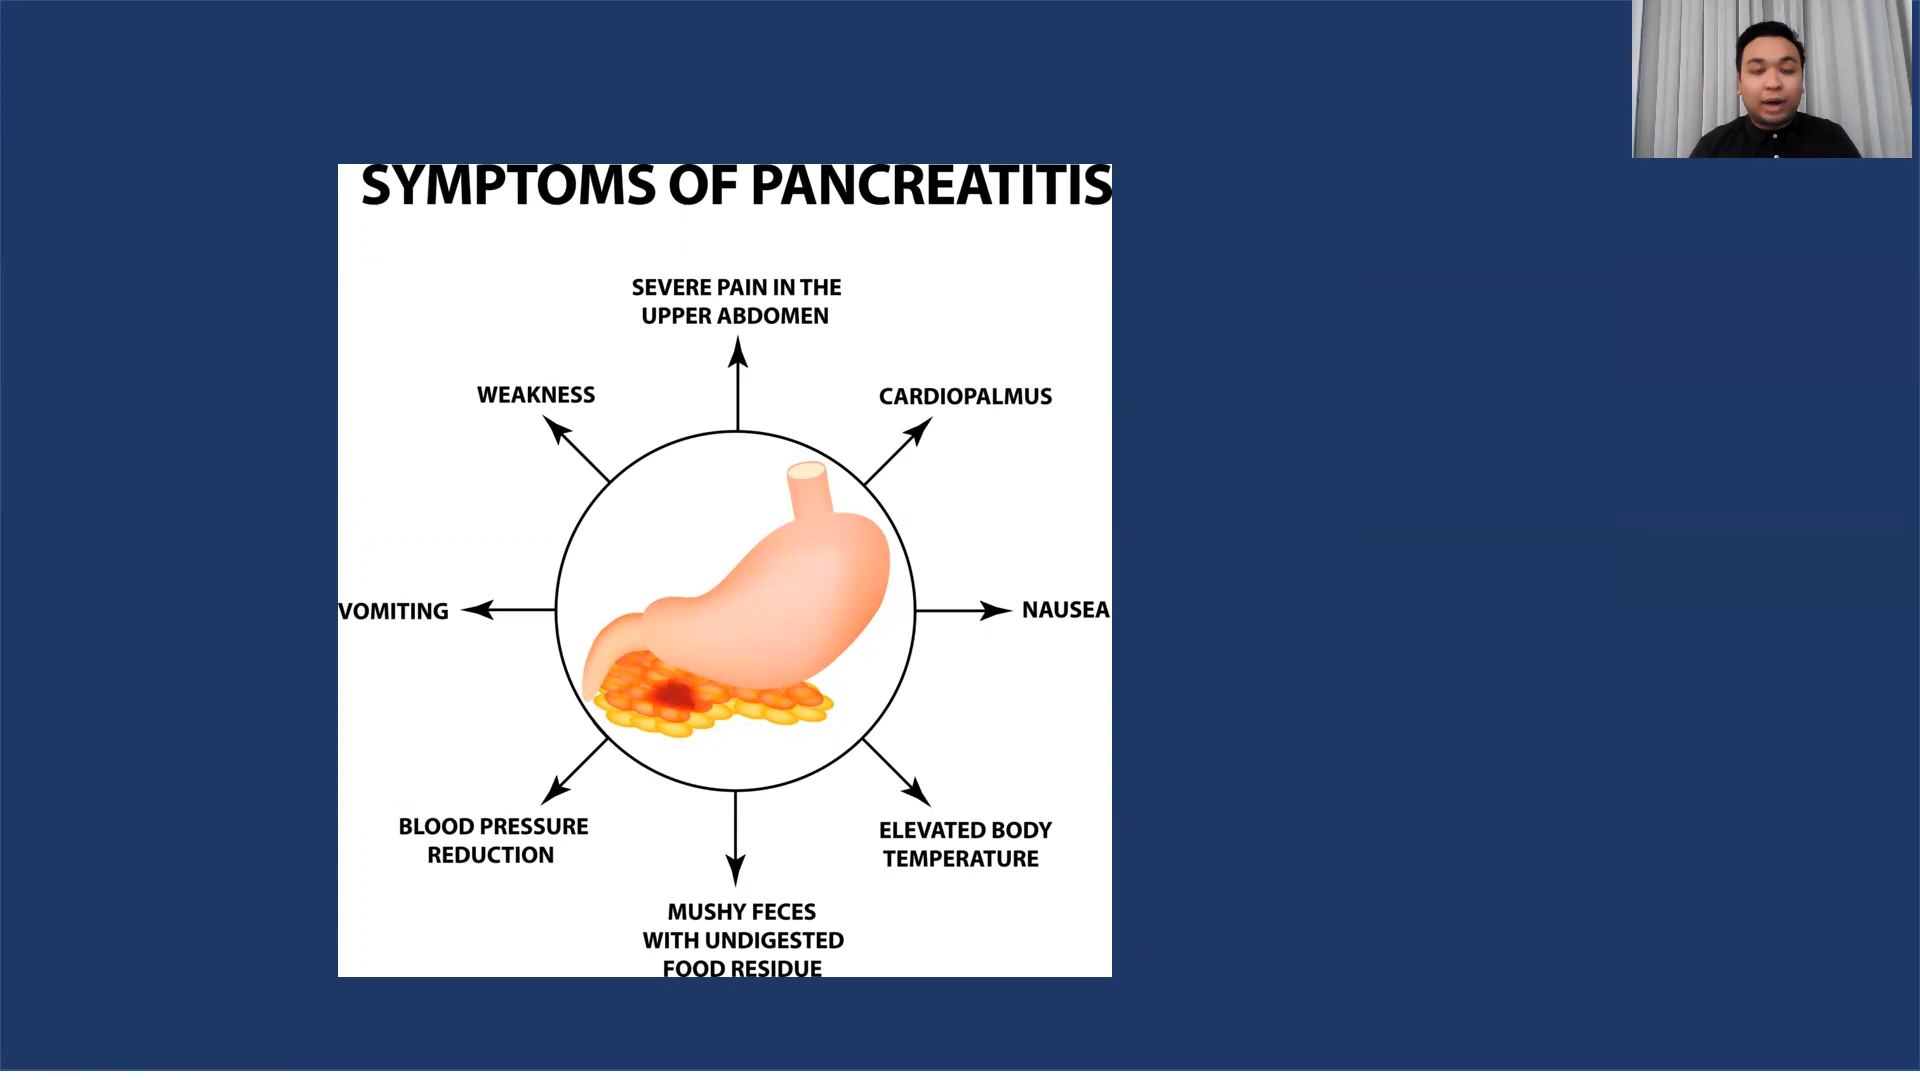 SYMPTOMS OF PANCREATITIS
SEVERE PAIN IN THE
UPPER ABDOMEN
WEAKNESS
CARDIOPALMUS
VOMITING
NAUSEA
BLOOD PRESSURE
REDUCTION
ELEVATED BODY
TEMPERATURE
MUSHY FECES
WITH UNDIGESTED
FOOD RESIDUE